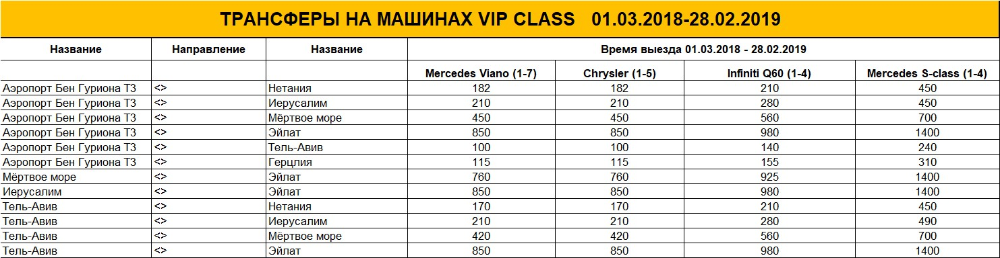 ТРАНСФЕРЫ НА МАШИНАХ VIP CLASS 01.03.2018-28.02.2019
Название Направление Название Время выезда 01.03.2018 - 28.02.2019
Mercedes Viano (1-7) Chrysler (1-5) Infiniti Q60 (1-4) Mercedes S-class (1-4)
Аэропорт Бен Гуриона Т3 <> Нетания 182 182 210 450
Аэропорт Бен Гуриона Т3 <> Иерусалим 210 210 280 450
Аэропорт Бен Гуриона Т3 <> Мёртвое море 450 450 560 700
Аэропорт Бен Гуриона Т3 <> Эйлат 850 850 980 1400
Аэропорт Бен Гуриона Т3 <> Тель-Авив 100 100 140 240
Аэропорт Бен Гуриона Т3 <> Герцлия 115 115 155 310
Мёртвое море <> Эйлат 760 760 925 1400
Иерусалим <> Эйлат 850 850 980 1400
Тель-Авив <> Нетания 170 170 210 450
Тель-Авив <> Иерусалим 210 210 280 490
Тель-Авив <> Мёртвое море 420 420 560 700
Тель-Авив <> Эйлат 850 850 980 1400